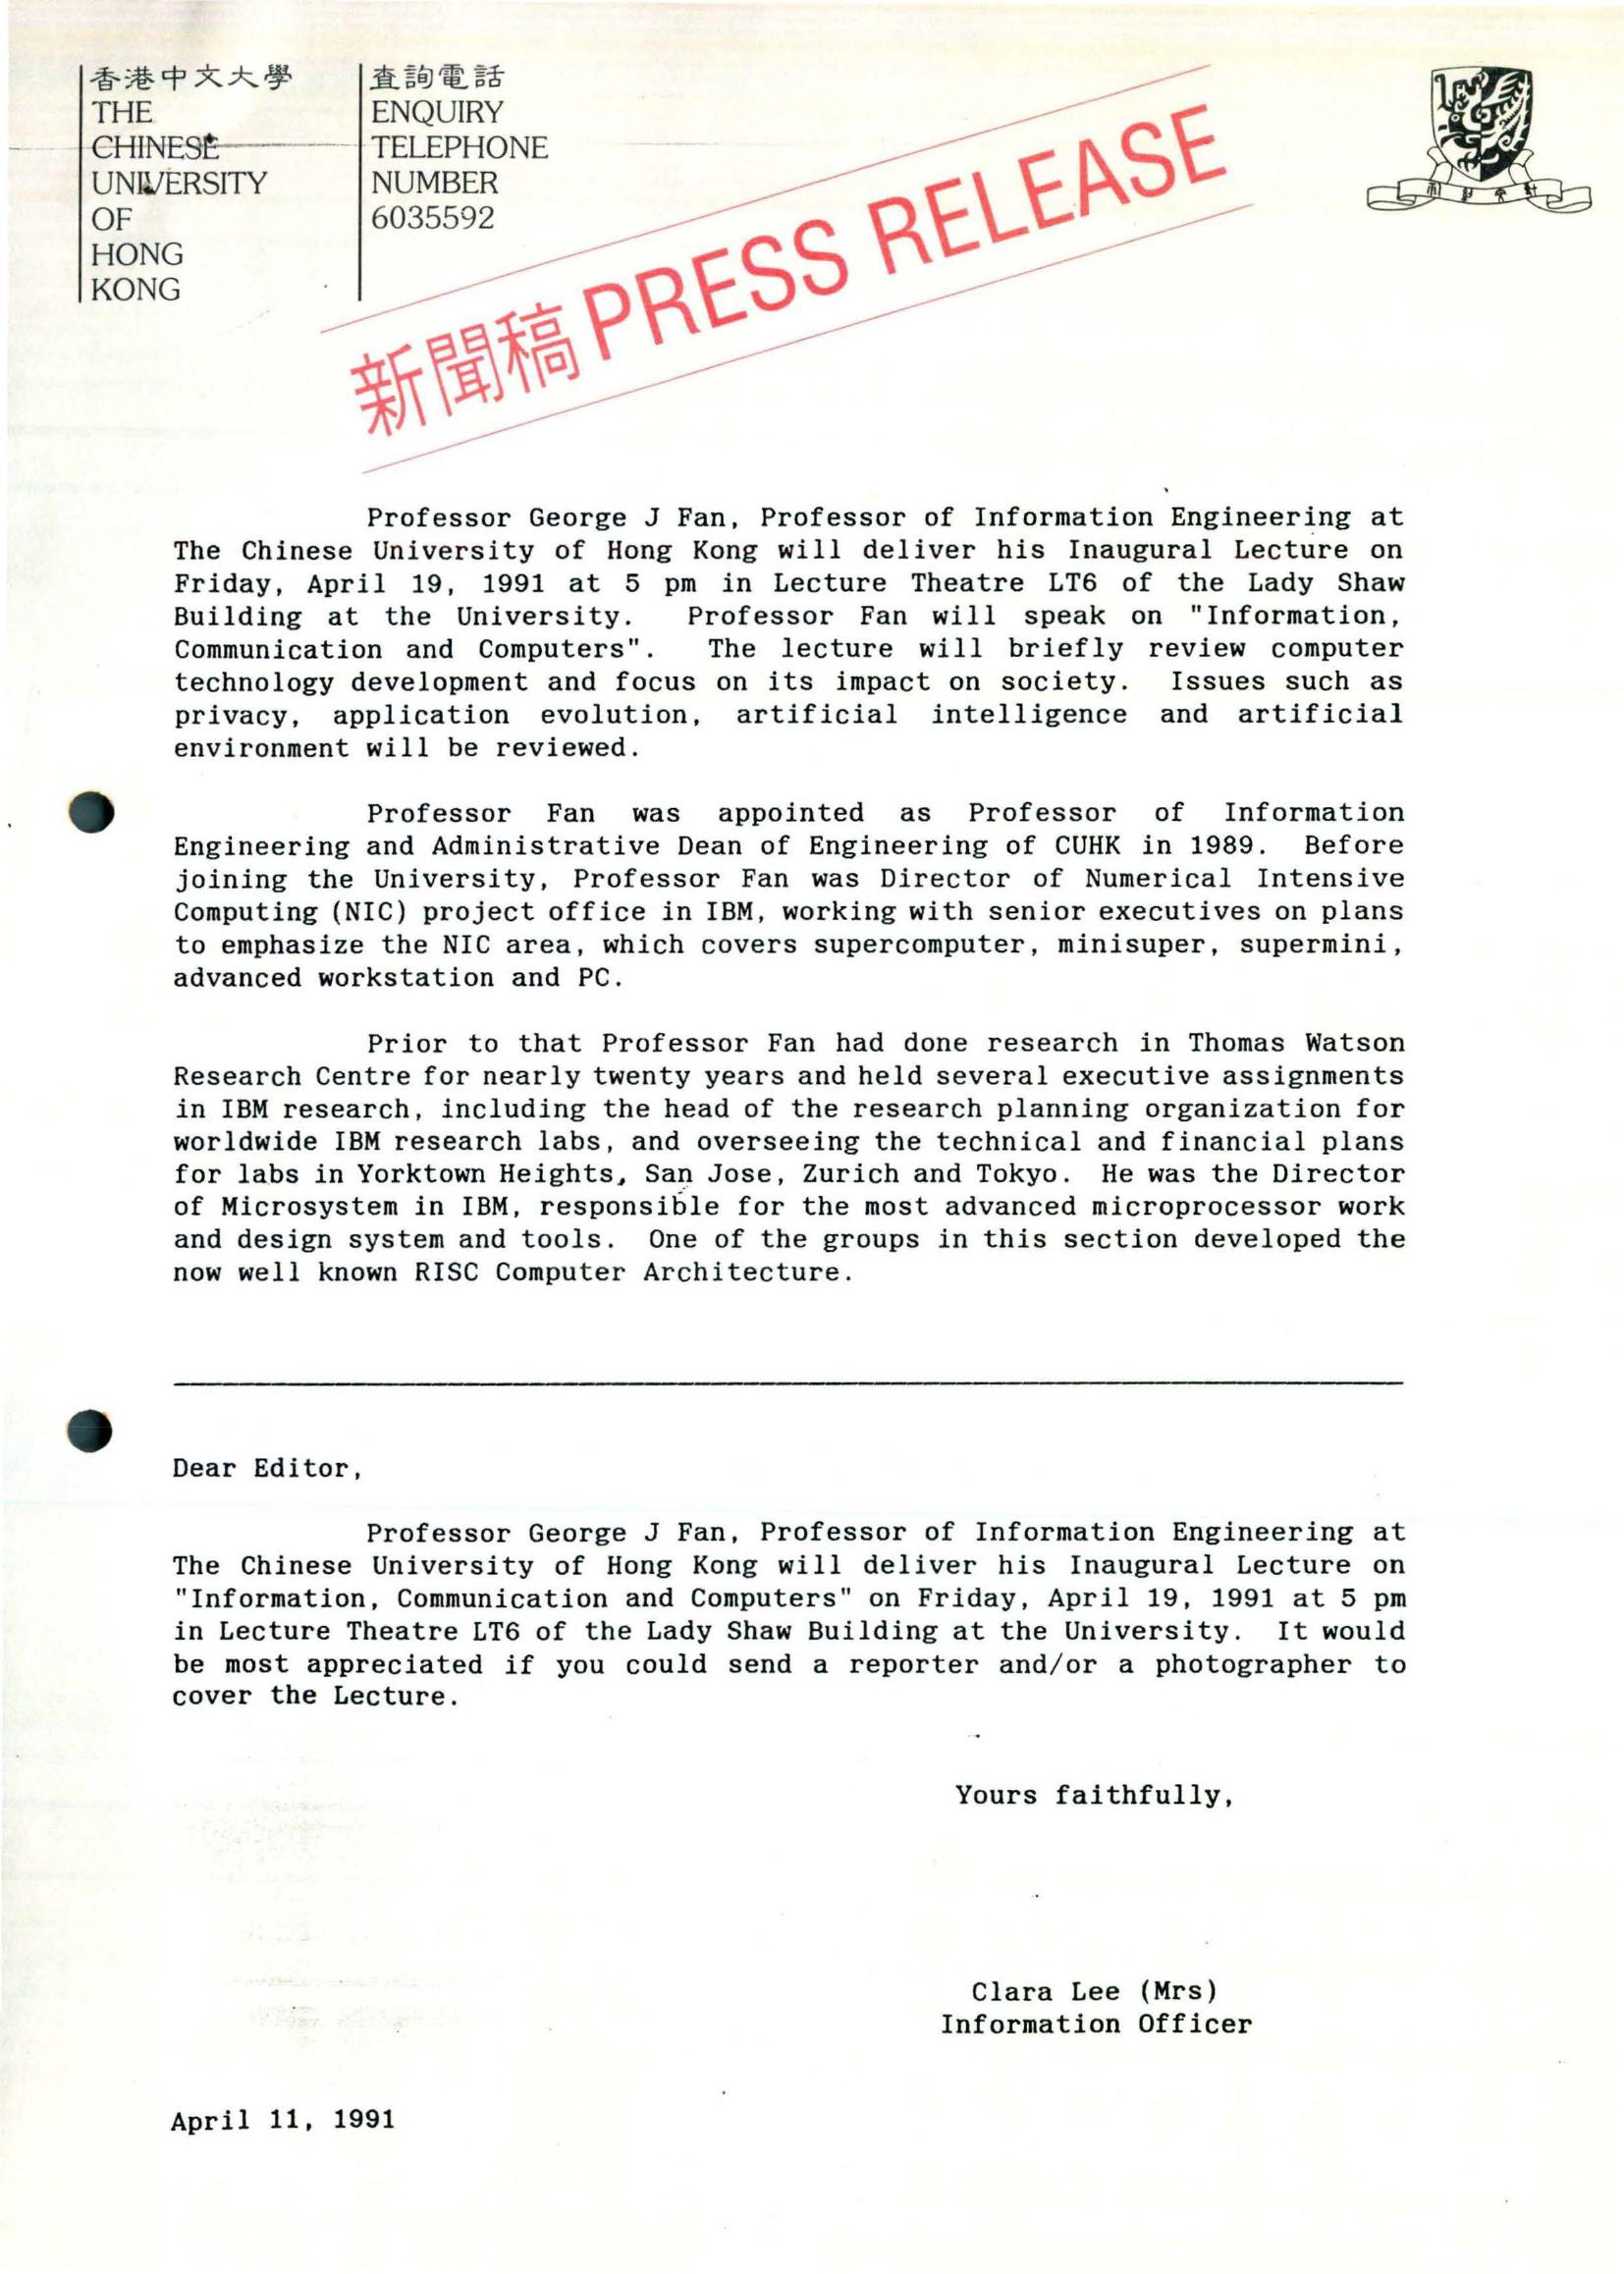 香港中文大學
THE
CHINESE
UNIVERSITY
OF
HONG
KONG
查詢電話
ENQUIRY
TELEPHONE
NUMBER
6035592
新聞稿 PRESS RELEASE
Professor George J Fan, Professor of Information Engineering at
The Chinese University of Hong Kong will deliver his Inaugural Lecture on
Friday, April 19, 1991 at 5 pm in Lecture Theatre LT6 of the Lady Shaw
Building at the University. Professor Fan will speak on "Information,
Communication and Computers". The lecture will briefly review computer
technology development and focus on its impact on society. Issues such as
privacy, application evolution, artificial intelligence and artificial
environment will be reviewed.
Professor Fan was appointed as Professor of Information
Engineering and Administrative Dean of Engineering of CUHK in 1989. Before
joining the University, Professor Fan was Director of Numerical Intensive
Computing (NIC) project office in IBM, working with senior executives on plans
to emphasize the NIC area, which covers supercomputer, minisuper, supermini,
advanced workstation and PC.
Prior to that Professor Fan had done research in Thomas Watson
Research Centre for nearly twenty years and held several executive assignments
in IBM research, including the head of the research planning organization for
worldwide IBM research labs, and overseeing the technical and financial plans
for labs in Yorktown Heights, San Jose, Zurich and Tokyo. He was the Director
of Microsystem in IBM, responsible for the most advanced microprocessor work
and design system and tools. One of the groups in this section developed the
now well known RISC Computer Architecture.
Dear Editor,
Professor George J Fan, Professor of Information Engineering at
The Chinese University of Hong Kong will deliver his Inaugural Lecture on
"Information, Communication and Computers" on Friday, April 19, 1991 at 5 pm
in Lecture Theatre LT6 of the Lady Shaw Building at the University. It would
be most appreciated if you could send a reporter and/or a photographer to
cover the Lecture.
Yours faithfully,
Clara Lee (Mrs)
Information Officer
April 11, 1991